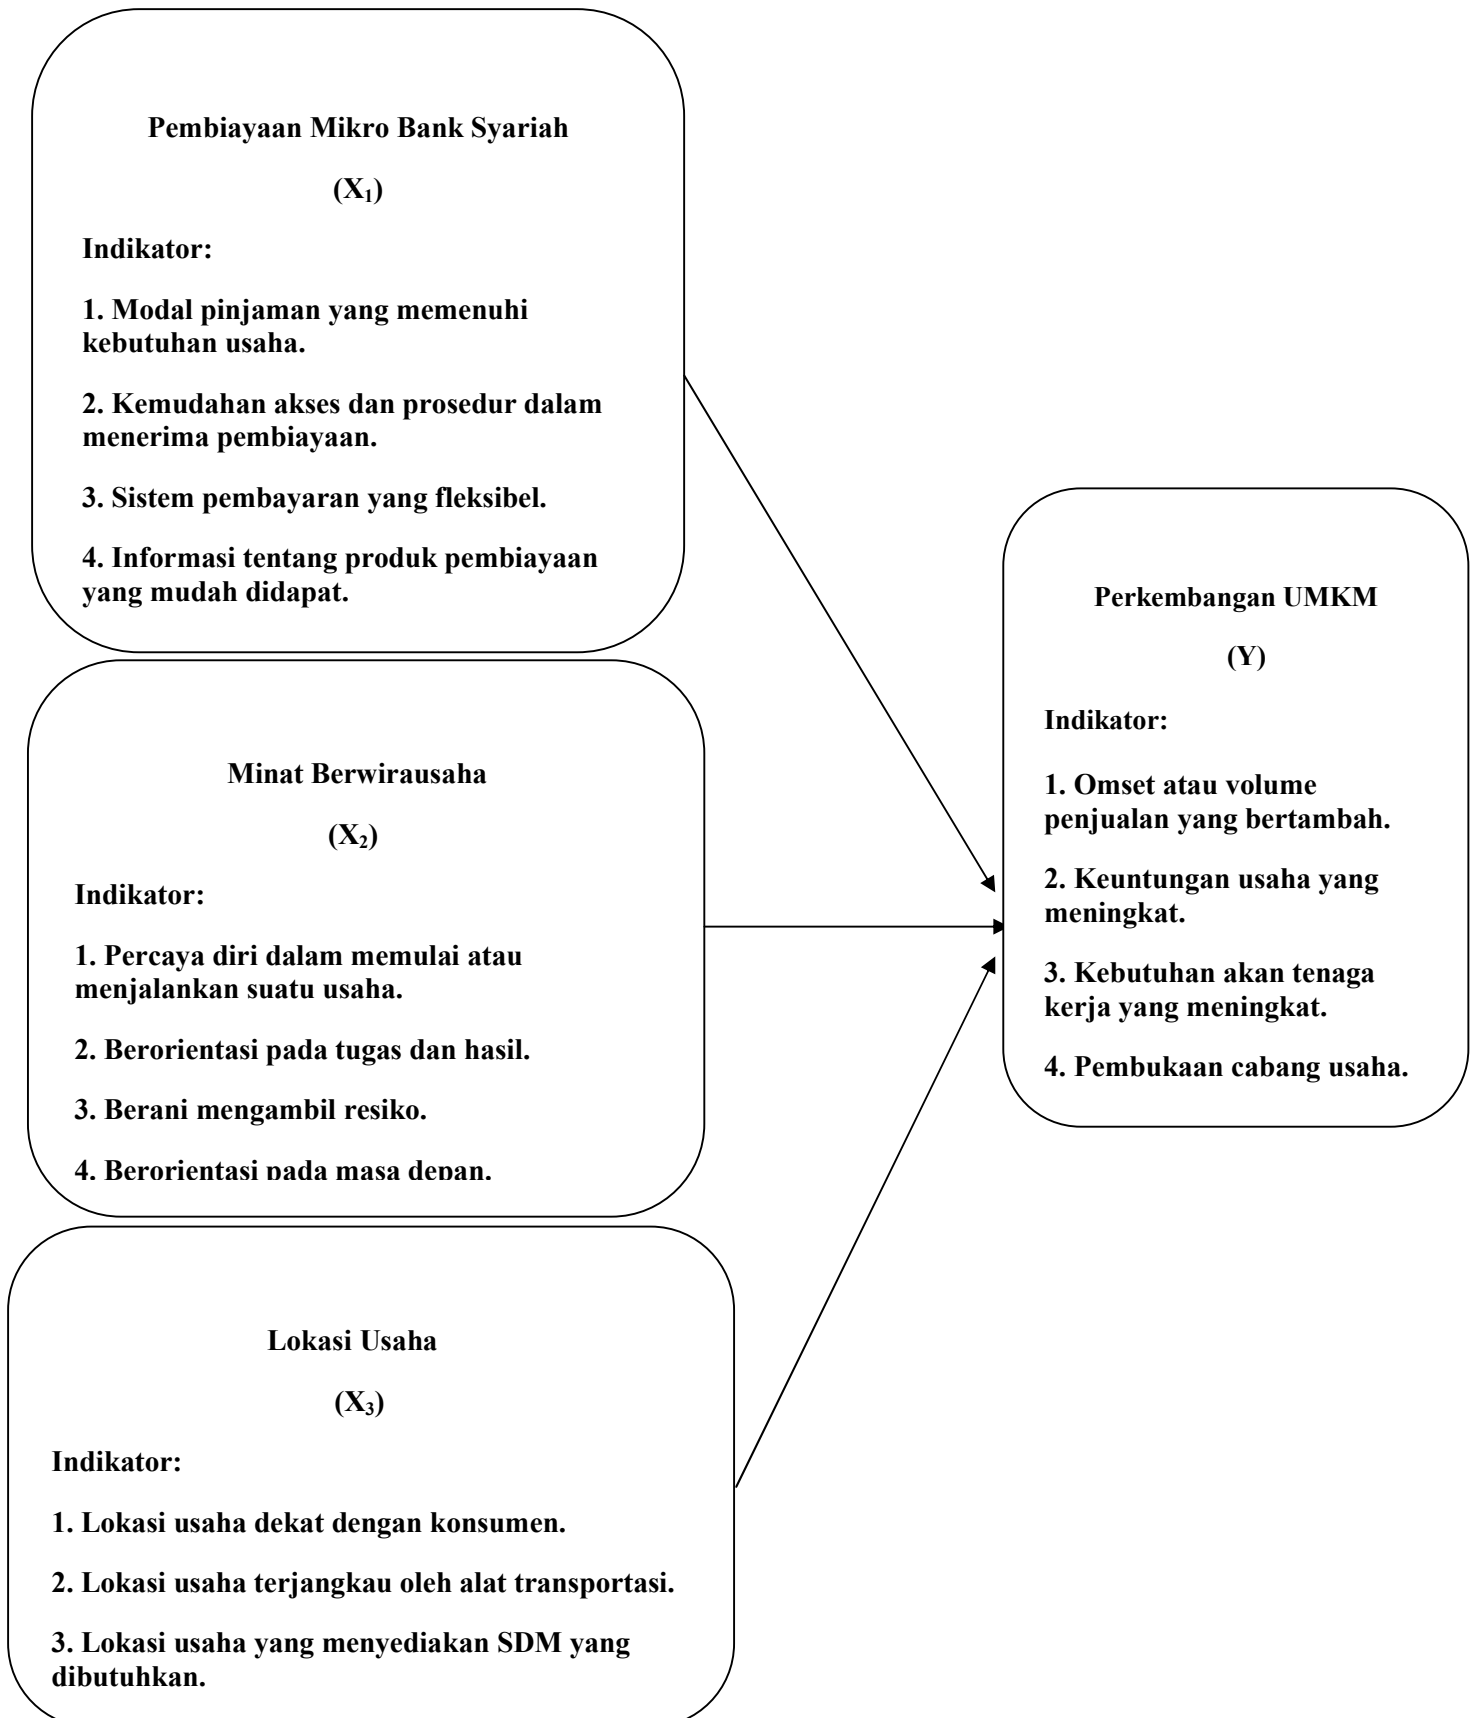 Pembiayaan Mikro Bank Syariah
(X₁)
Indikator:
1. Modal pinjaman yang memenuhi
kebutuhan usaha.
2. Kemudahan akses dan prosedur dalam
menerima pembiayaan.
3. Sistem pembayaran yang fleksibel.
4. Informasi tentang produk pembiayaan
yang mudah didapat.
Minat Berwirausaha
(X₂)
Indikator:
1. Percaya diri dalam memulai atau
menjalankan suatu usaha.
2. Berorientasi pada tugas dan hasil.
3. Berani mengambil resiko.
4. Berorientasi pada masa depan.
Lokasi Usaha
(X₃)
Indikator:
1. Lokasi usaha dekat dengan konsumen.
2. Lokasi usaha terjangkau oleh alat transportasi.
3. Lokasi usaha yang menyediakan SDM yang
dibutuhkan.
Perkembangan UMKM
(Y)
Indikator:
1. Omset atau volume
penjualan yang bertambah.
2. Keuntungan usaha yang
meningkat.
3. Kebutuhan akan tenaga
kerja yang meningkat.
4. Pembukaan cabang usaha.